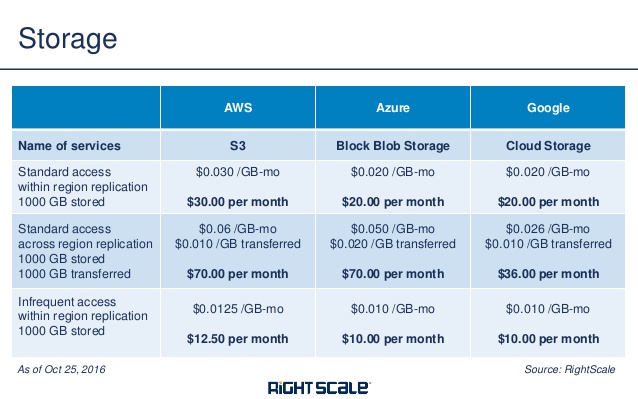 Storage
AWS Azure Google
Name of services S3 Block Blob Storage Cloud Storage
Standard access
within region replication
1000 GB stored
$0.030 /GB-mo
$30.00 per month
$0.020 /GB-mo
$20.00 per month
$0.020 /GB-mo
$20.00 per month
Standard access
across region replication
1000 GB stored
1000 GB transferred
$0.06 /GB-mo
$0.010 /GB transferred
$70.00 per month
$0.050 /GB-mo
$0.020 /GB transferred
$70.00 per month
$0.026 /GB-mo
$0.010 /GB transferred
$36.00 per month
Infrequent access
within region replication
1000 GB stored
$0.0125 /GB-mo
$12.50 per month
$0.010 /GB-mo
$10.00 per month
$0.010 /GB-mo
$10.00 per month
As of Oct 25, 2016
Source: RightScale
RIGHTSCALE